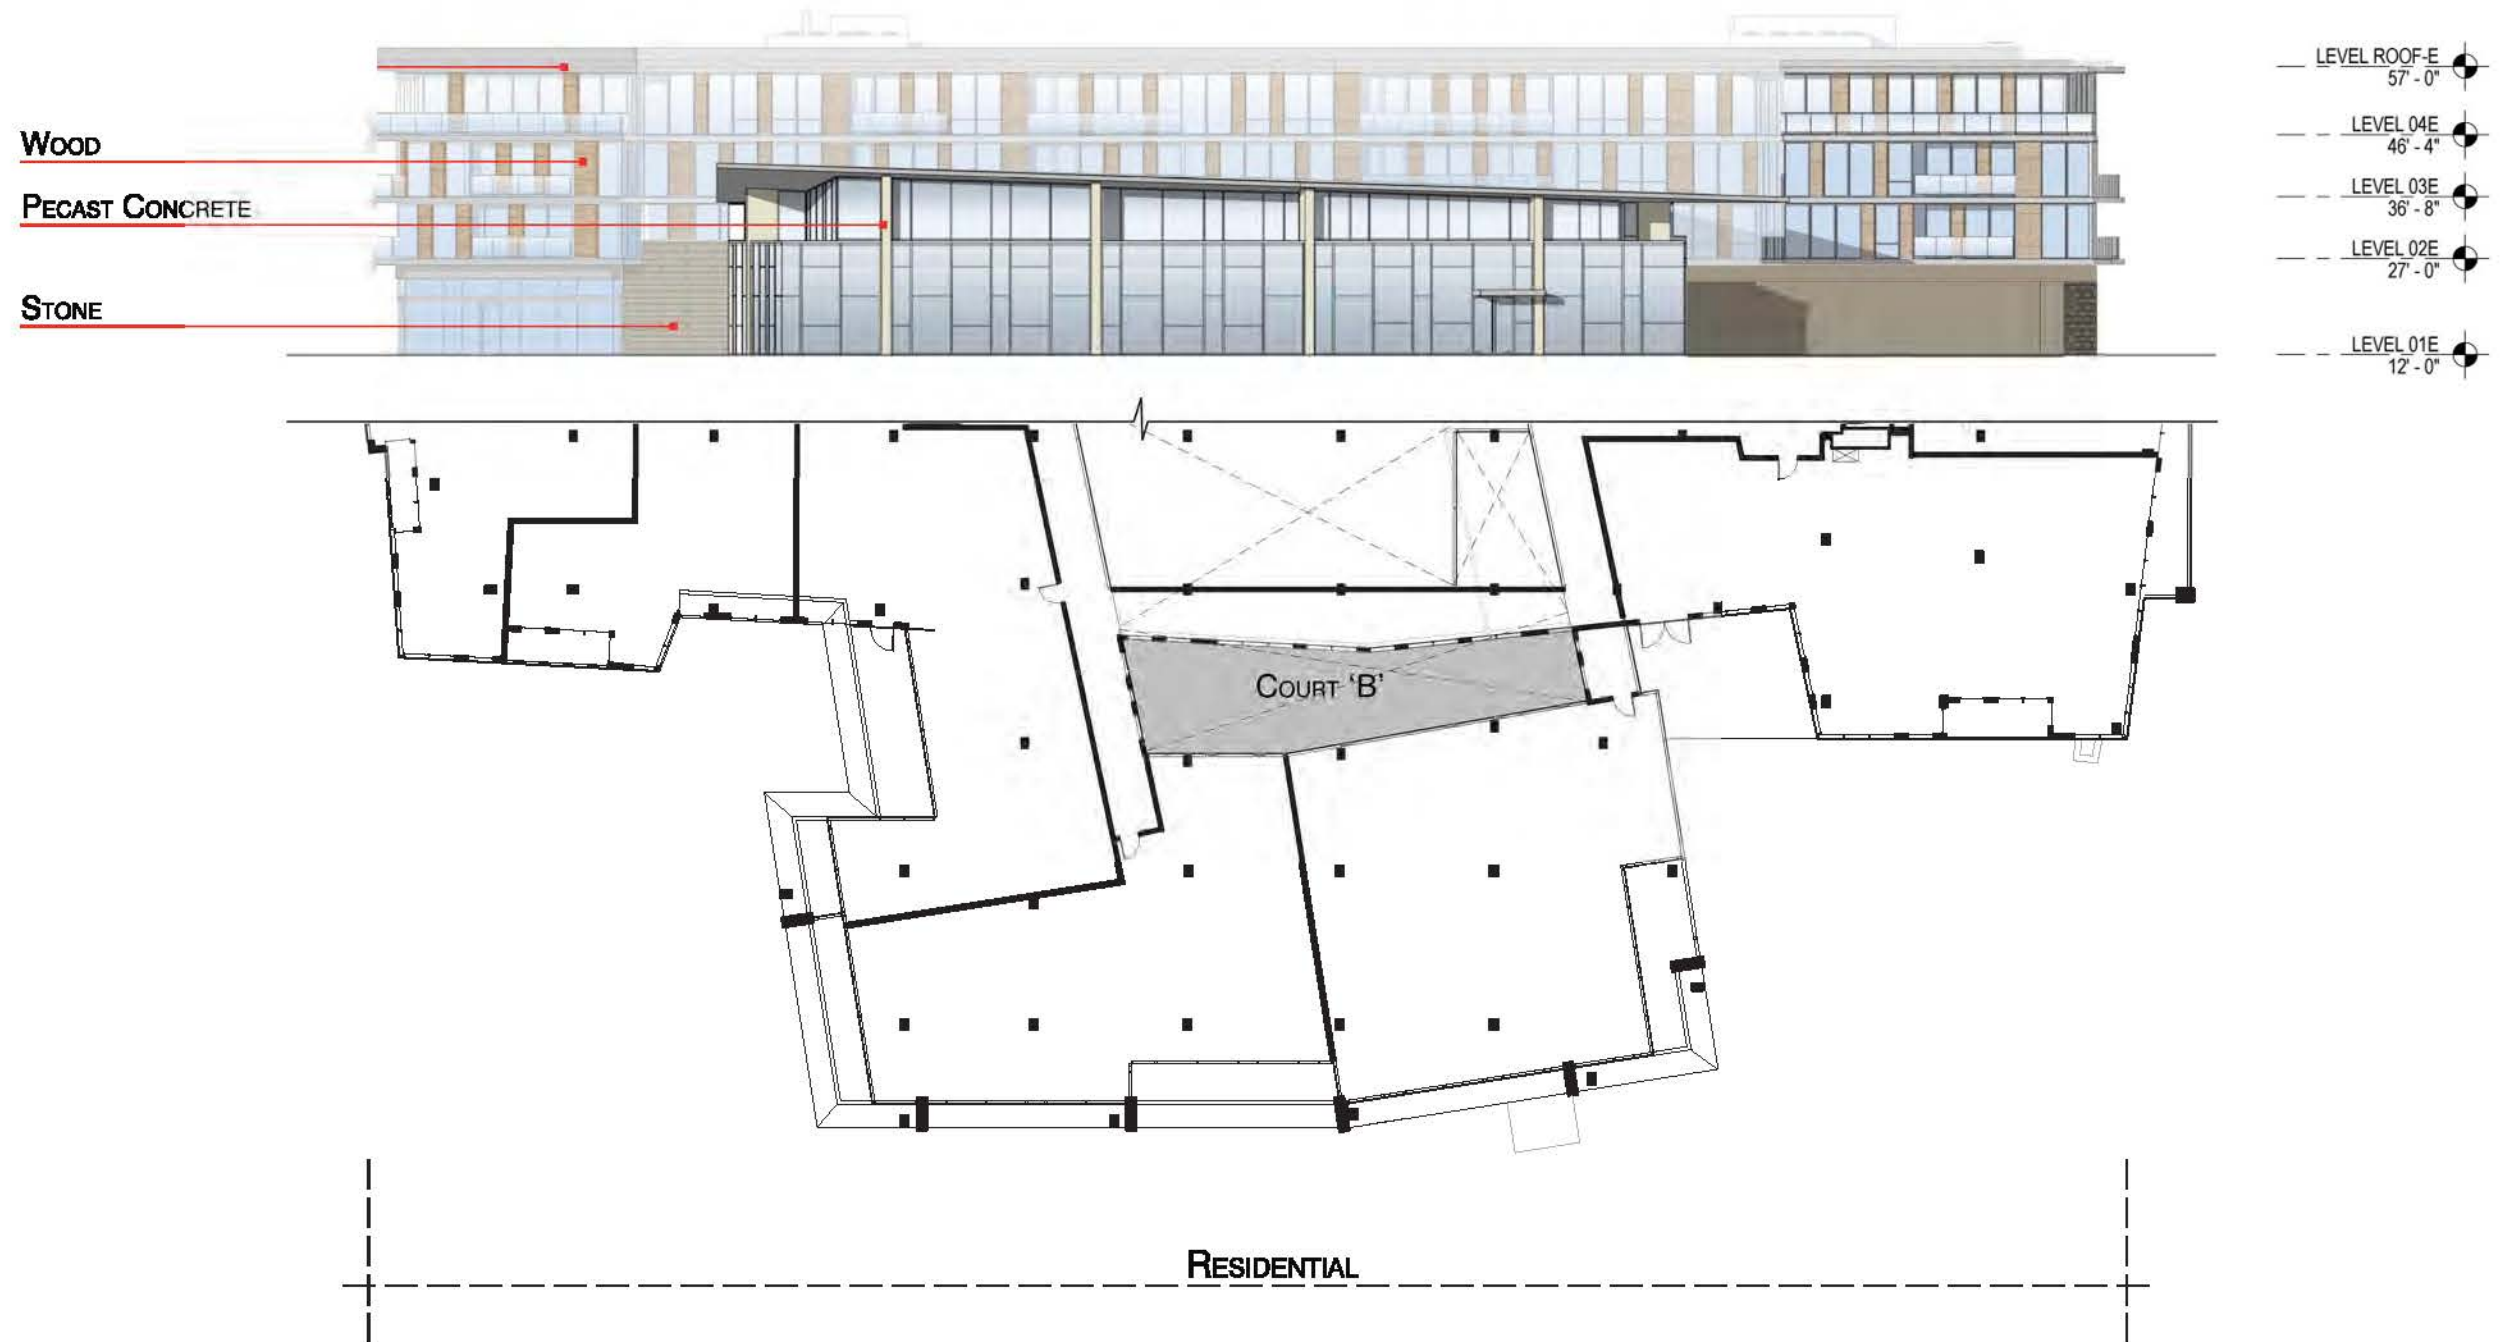 LEVEL ROOF-E
57' - 0"
WOOD
LEVEL 04E
46' - 4"
PECAST CONCRETE
LEVEL 03E
36' - 8"
LEVEL 02E
27' - 0"
STONE
LEVEL 01E
12' - 0"
COURT 'B'
RESIDENTIAL